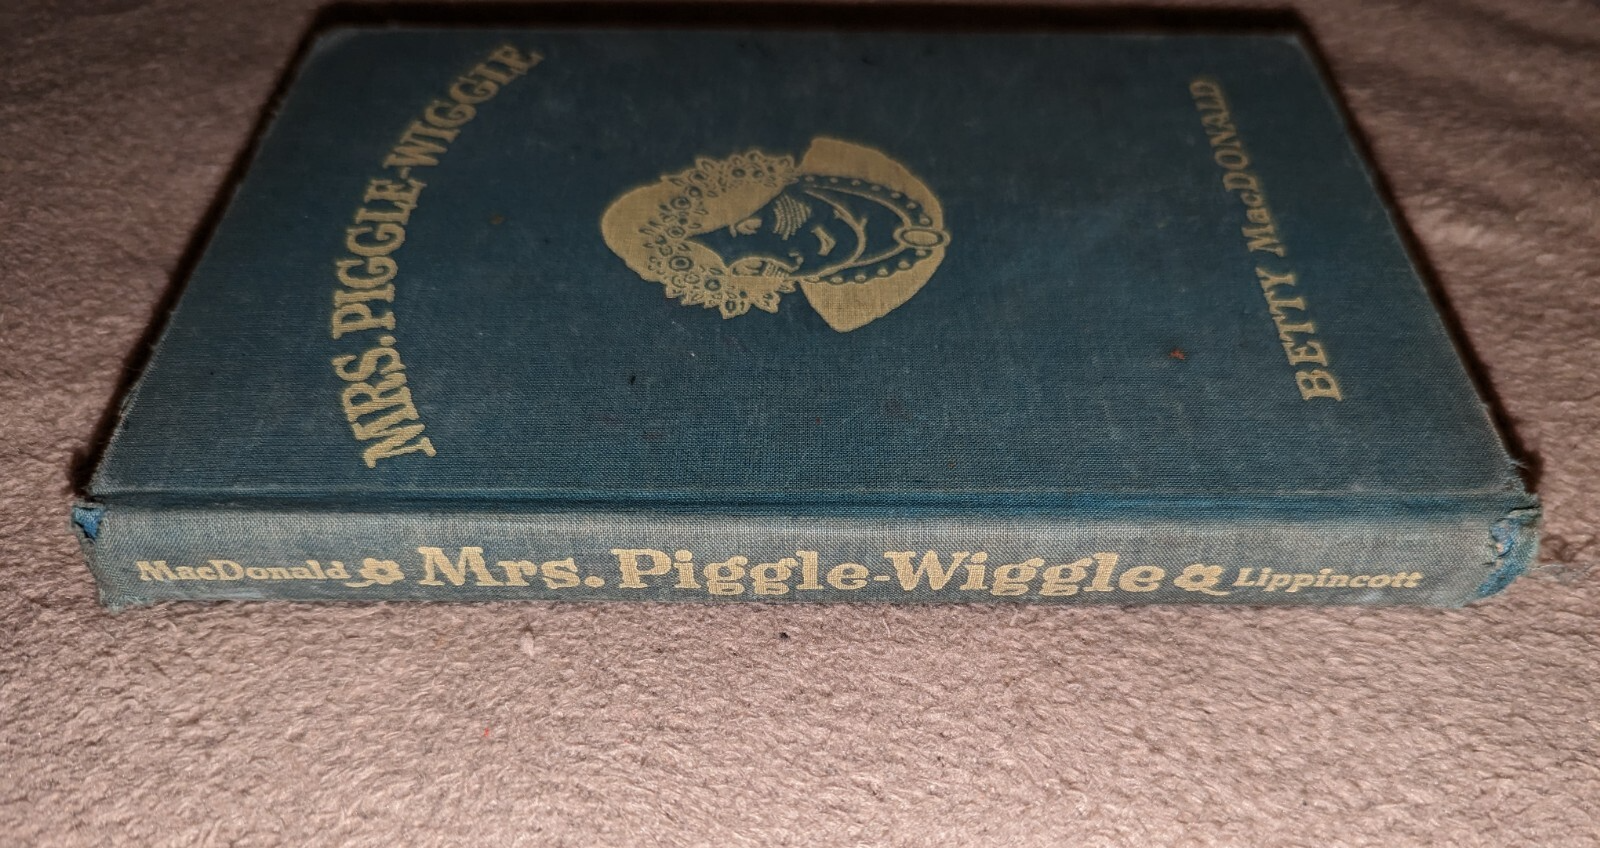 MRS. PIGGLE-WIGGLE
BETTY MacDONALD
MacDonald Mrs. Piggle-Wiggle Lippincott